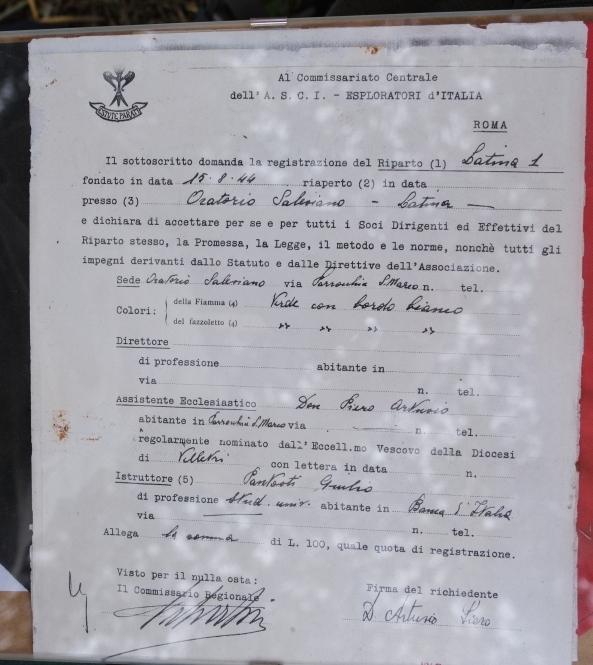 ESTOTE PARATI
Al Commissariato Centrale
dell'A.S.C.I. - ESPLORATORI d'ITALIA
ROMA
Il sottoscritto domanda la registrazione del Riparto (1) Latina 1
fondato in data 15.8.44 riaperto (2) in data
presso (3) Oratorio Salesiano - Latina -
e dichiara di accettare per se e per tutti i Soci Dirigenti ed Effettivi del
Riparto stesso, la Promessa, la Legge, il metodo e le norme, nonchè tutti gli
impegni derivanti dallo Statuto e dalle Direttive dell'Associazione.
Sede Oratorio Salesiano via Parrocchia S. Marco n. tel.
Colori: della Fiamma (4) Verde con bordo bianco
del fazzoletto (4) " " " "
Direttore
di professione abitante in
via n. tel.
Assistente Ecclesiastico Don Piero Artusio
abitante in Parrocchia S. Marco via n. tel.
regolarmente nominato dall'Eccell.mo Vescovo della Diocesi
di Velletri con lettera in data n.
Istruttore (5) Giulio
di professione stud. univ. abitante in Banca d'Italia
via n. tel.
Allega la somma di L. 100, quale quota di registrazione.
Visto per il nulla osta:
Il Commissario Regionale
Firma del richiedente
D Artusio Piero